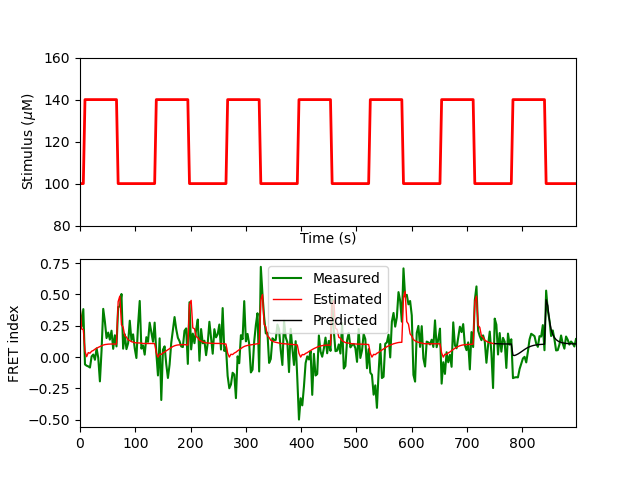 160
140
120
100
80
Stimulus (μM)
Time (s)
0.75
0.50
0.25
0.00
−0.25
−0.50
FRET index
Measured
Estimated
Predicted
0 100 200 300 400 500 600 700 800